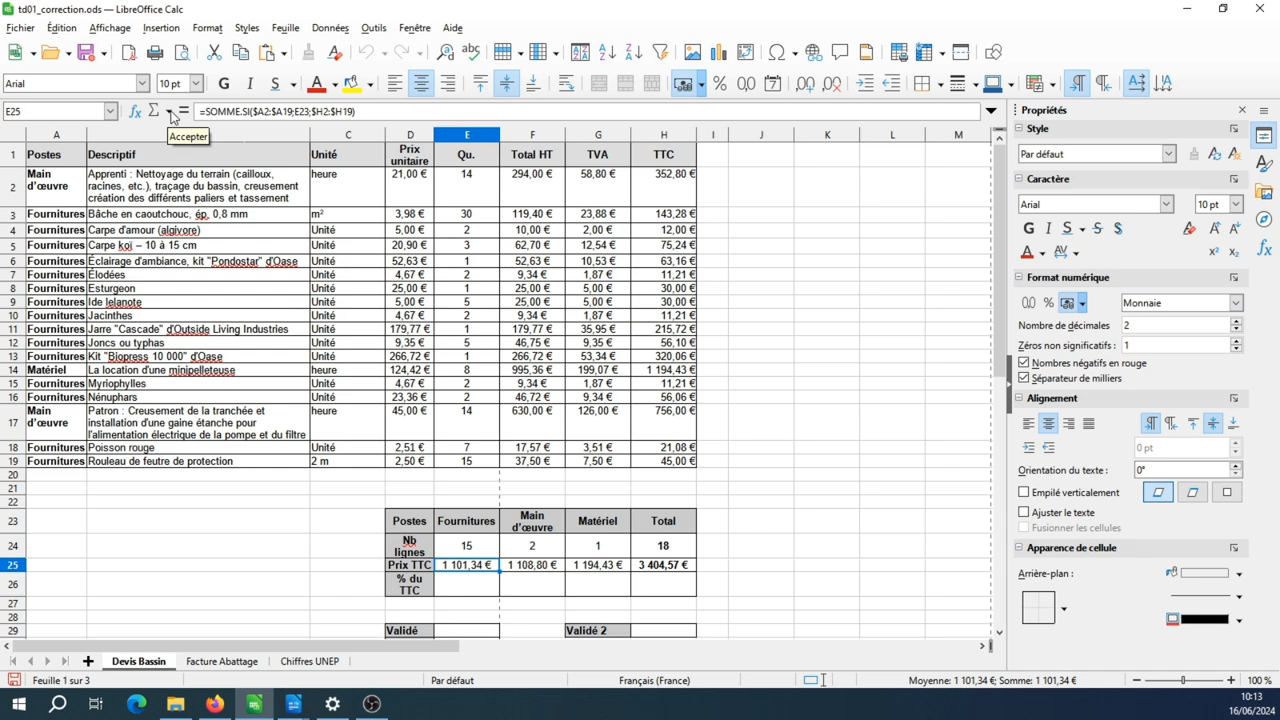 td01_correction.ods — LibreOffice Calc
Fichier Édition Affichage Insertion Format Styles Feuille Données Outils Fenêtre Aide
Arial 10 pt
E25 =SOMME.SI($A2:$A19;E23;$H2:$H19)
Accepter
A B C D E F G H I J K L M
1 Postes Descriptif Unité Prix unitaire Qu. Total HT TVA TTC
2 Main d'œuvre Apprenti : Nettoyage du terrain (cailloux, racines, etc.), traçage du bassin, creusement création des différents paliers et tassement heure 21,00 € 14 294,00 € 58,80 € 352,80 €
3 Fournitures Bâche en caoutchouc, ép, 0,8 mm m² 3,98 € 30 119,40 € 23,88 € 143,28 €
4 Fournitures Carpe d'amour (algivore) Unité 5,00 € 2 10,00 € 2,00 € 12,00 €
5 Fournitures Carpe koi – 10 à 15 cm Unité 20,90 € 3 62,70 € 12,54 € 75,24 €
6 Fournitures Éclairage d'ambiance, kit "Pondostar" d'Oase Unité 52,63 € 1 52,63 € 10,53 € 63,16 €
7 Fournitures Élodées Unité 4,67 € 2 9,34 € 1,87 € 11,21 €
8 Fournitures Esturgeon Unité 25,00 € 1 25,00 € 5,00 € 30,00 €
9 Fournitures Ide lelanote Unité 5,00 € 5 25,00 € 5,00 € 30,00 €
10 Fournitures Jacinthes Unité 4,67 € 2 9,34 € 1,87 € 11,21 €
11 Fournitures Jarre "Cascade" d'Outside Living Industries Unité 179,77 € 1 179,77 € 35,95 € 215,72 €
12 Fournitures Joncs ou typhas Unité 9,35 € 5 46,75 € 9,35 € 56,10 €
13 Fournitures Kit "Biopress 10 000" d'Oase Unité 266,72 € 1 266,72 € 53,34 € 320,06 €
14 Matériel La location d'une minipelleteuse heure 124,42 € 8 995,36 € 199,07 € 1 194,43 €
15 Fournitures Myriophylles Unité 4,67 € 2 9,34 € 1,87 € 11,21 €
16 Fournitures Nénuphars Unité 23,36 € 2 46,72 € 9,34 € 56,06 €
17 Main d'œuvre Patron : Creusement de la tranchée et installation d'une gaine étanche pour l'alimentation électrique de la pompe et du filtre heure 45,00 € 14 630,00 € 126,00 € 756,00 €
18 Fournitures Poisson rouge Unité 2,51 € 7 17,57 € 3,51 € 21,08 €
19 Fournitures Rouleau de feutre de protection 2 m 2,50 € 15 37,50 € 7,50 € 45,00 €
20
21
22
23 Postes Fournitures Main d'œuvre Matériel Total
24 Nb lignes 15 2 1 18
25 Prix TTC 1 101,34 € 1 108,80 € 1 194,43 € 3 404,57 €
26 % du TTC
27
28
29 Validé Validé 2
Devis Bassin Facture Abattage Chiffres UNEP
Feuille 1 sur 3 Par défaut Français (France) Moyenne: 1 101,34 €; Somme: 1 101,34 € 100 %
Propriétés
Style
Par défaut
Caractère
Arial 10 pt
Format numérique
Monnaie
Nombre de décimales 2
Zéros non significatifs : 1
Nombres négatifs en rouge
Séparateur de milliers
Alignement
0 pt
Orientation du texte : 0°
Empilé verticalement
Ajuster le texte
Fusionner les cellules
Apparence de cellule
Arrière-plan :
10:13
16/06/2024